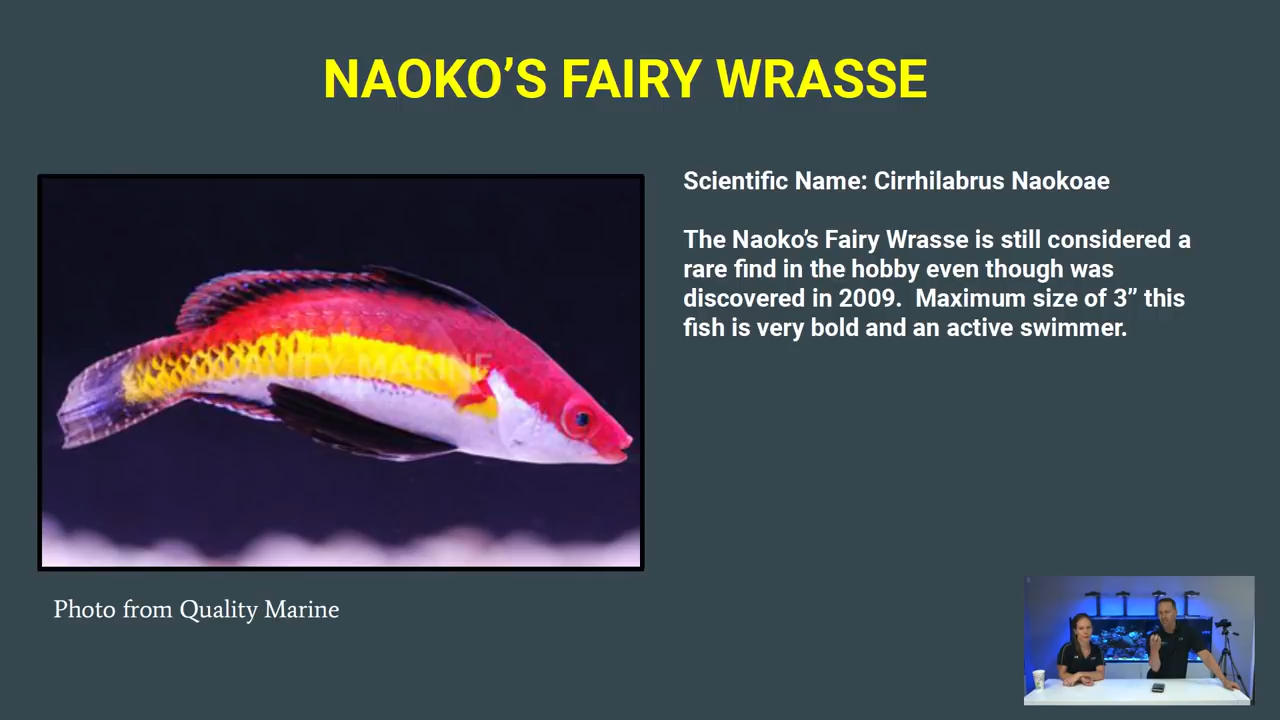 NAOKO’S FAIRY WRASSE
Scientific Name: Cirrhilabrus Naokoae
The Naoko’s Fairy Wrasse is still considered a
rare find in the hobby even though was
discovered in 2009.  Maximum size of 3” this
fish is very bold and an active swimmer.
QUALITY MARINE
Photo from Quality Marine